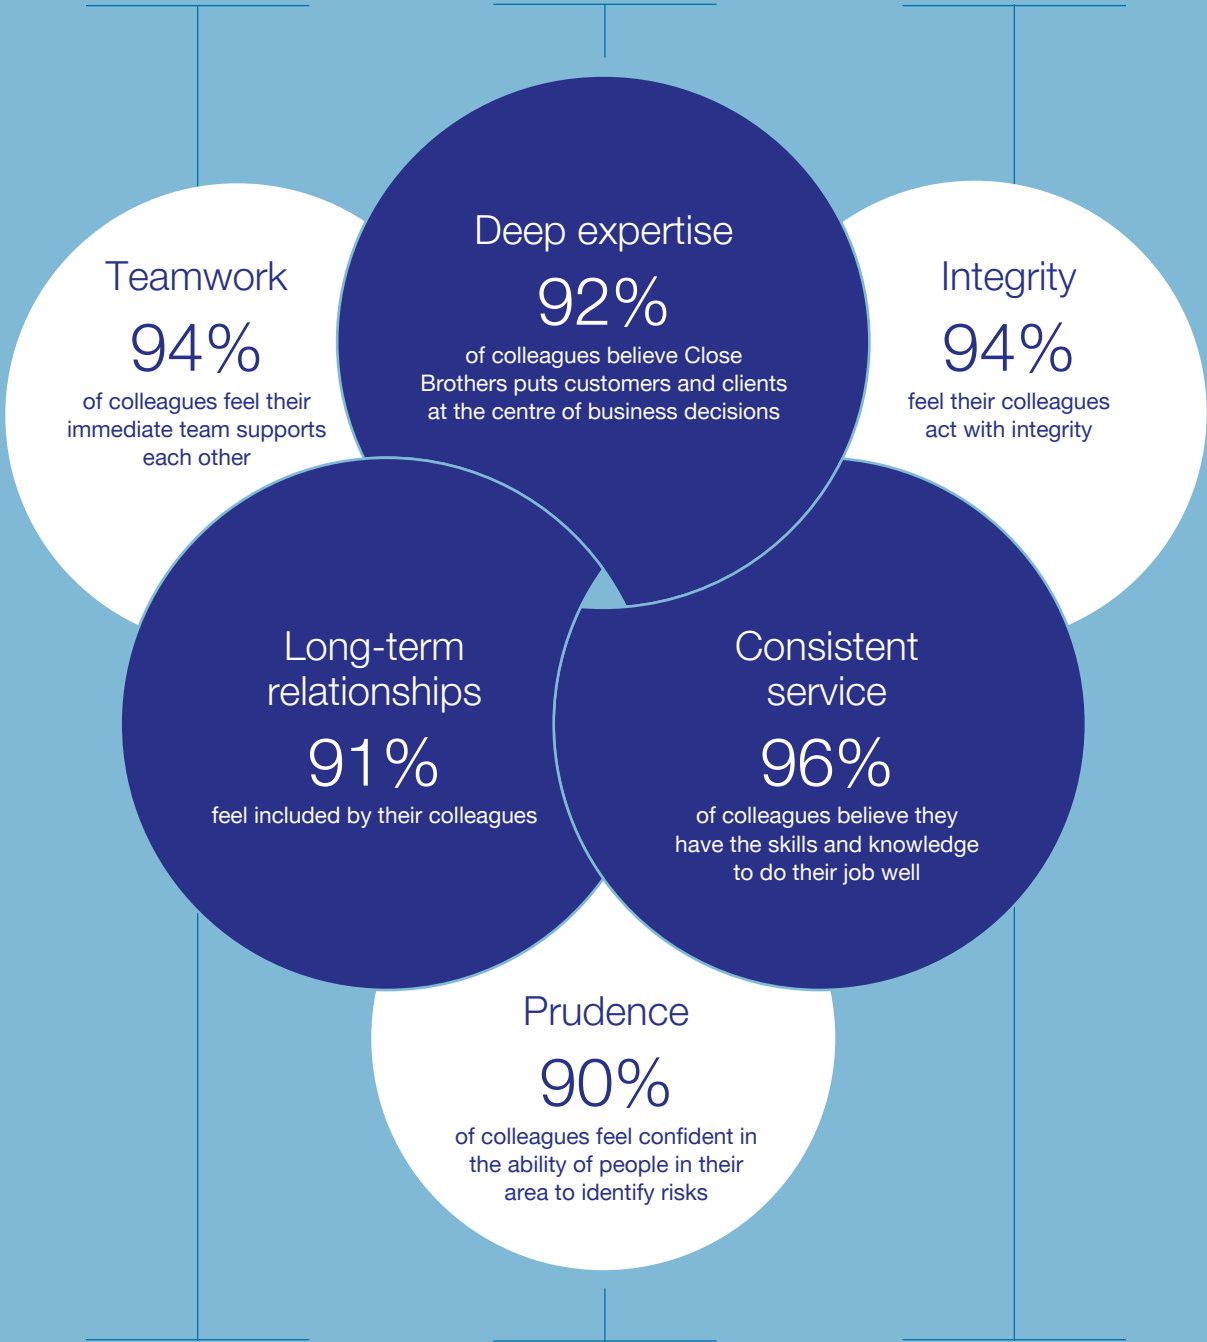 Deep expertise
92%
of colleagues believe Close
Brothers puts customers and clients
at the centre of business decisions
Teamwork
94%
of colleagues feel their
immediate team supports
each other
Integrity
94%
feel their colleagues
act with integrity
Long-term
relationships
91%
feel included by their colleagues
Consistent
service
96%
of colleagues believe they
have the skills and knowledge
to do their job well
Prudence
90%
of colleagues feel confident in
the ability of people in their
area to identify risks